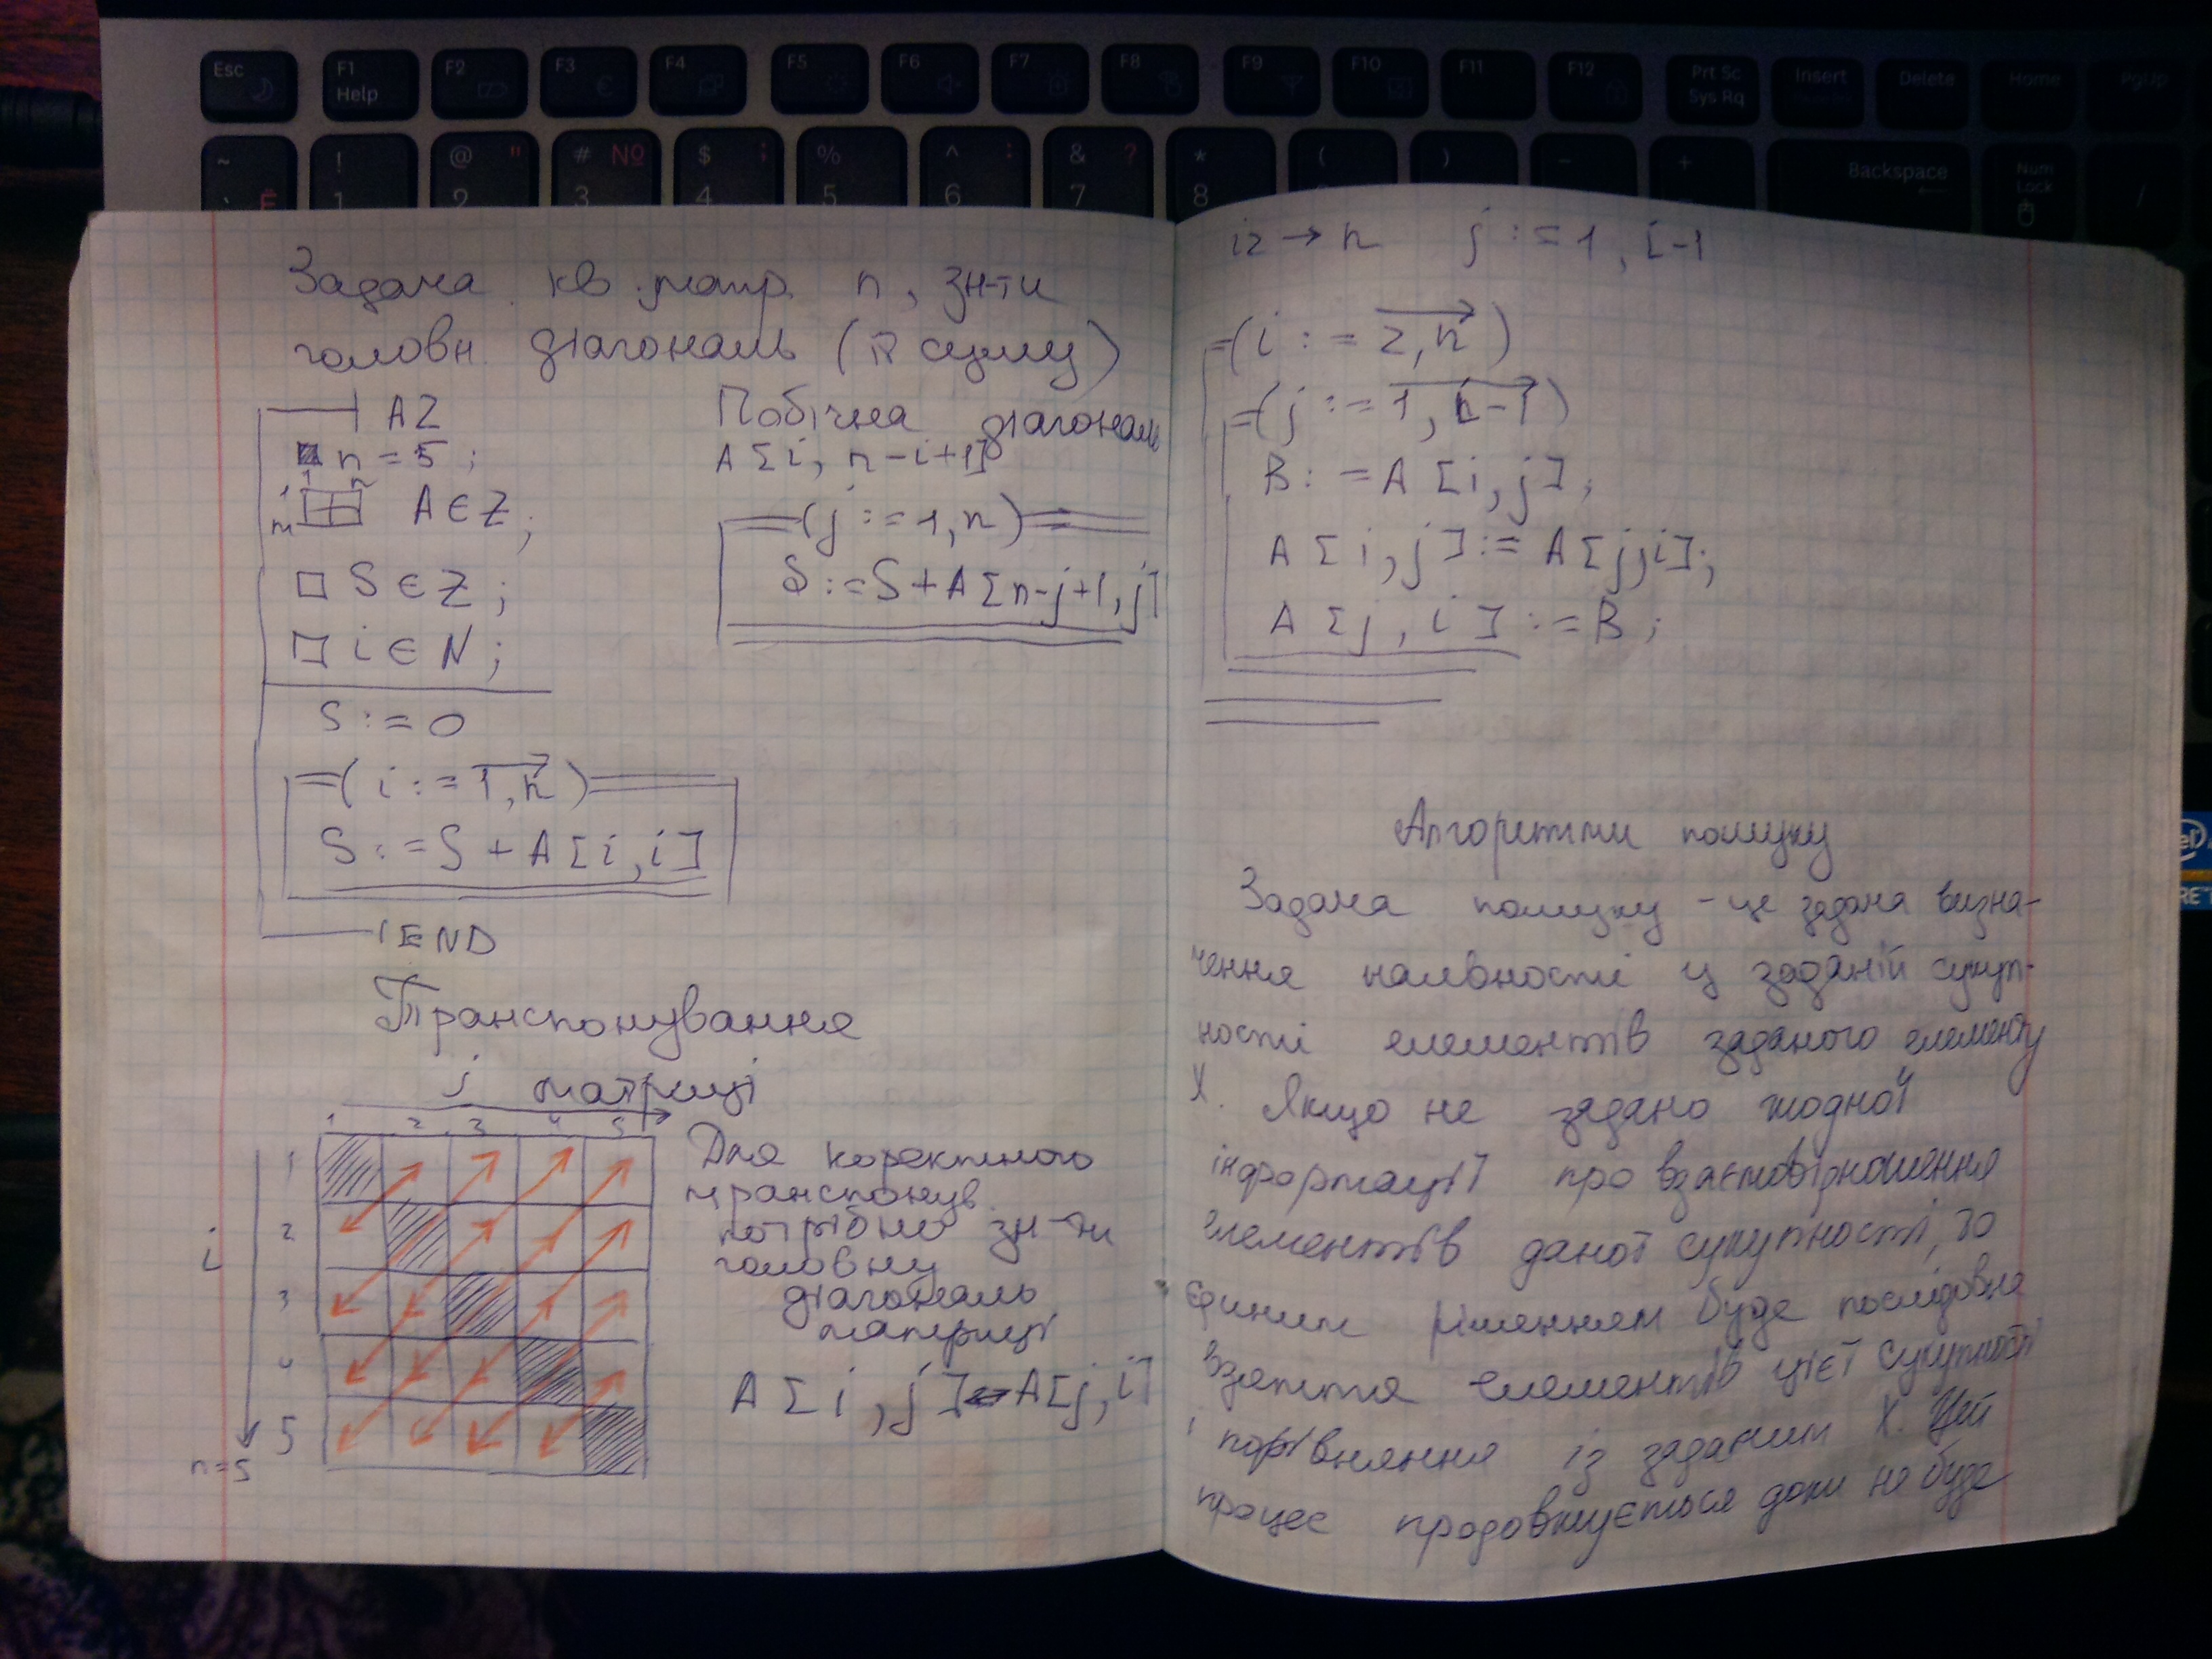 Esc
F1
Help
F2
F3
F4
F5
F6
F7
F8
F9
F10
F11
F12
Prt Sc
Sys Rq
Insert
Delete
Home
PgUp
~
!
1
@ "
2
# №
3
$ ;
4
%
5
^ :
6
& ?
7
*
8
(
)
Backspace
Num
Lock
/
Задача кв. матр. n, зн-ти
головн. діагональ (її суму)
AZ
n = 5;
1 n
1
m
A ∈ Z;
S ∈ Z;
i ∈ N;
S := 0
(i := 1, n)
S := S + A[i, i]
END
Побічна діагональ
A[i, n-i+1]
(j := 1, n)
S := S + A[n-j+1, j]
Транспонування
матриці
j
1 2 3 4 5
i
1
2
3
4
5
n=5
Для коректного
транспонув.
потрібно зн-ти
головну
діагональ
матриці
A[i, j] ↔ A[j, i]
i2 → n j := 1, i-1
(i := 2, n)
(j := 1, i-1)
B := A[i, j];
A[i, j] := A[j, i];
A[j, i] := B;
Алгоритми пошуку
Задача пошуку - це задача визна-
чення наявності у заданій сукуп-
ності елементів заданого елементу
X. Якщо не задано жодної
інформації про взаємовідношення
елементів даної сукупності, то
єдиним рішенням буде послідовне
взяття елементів цієї сукупності
і порівняння із заданим X. Цей
процес продовжується доки не буде